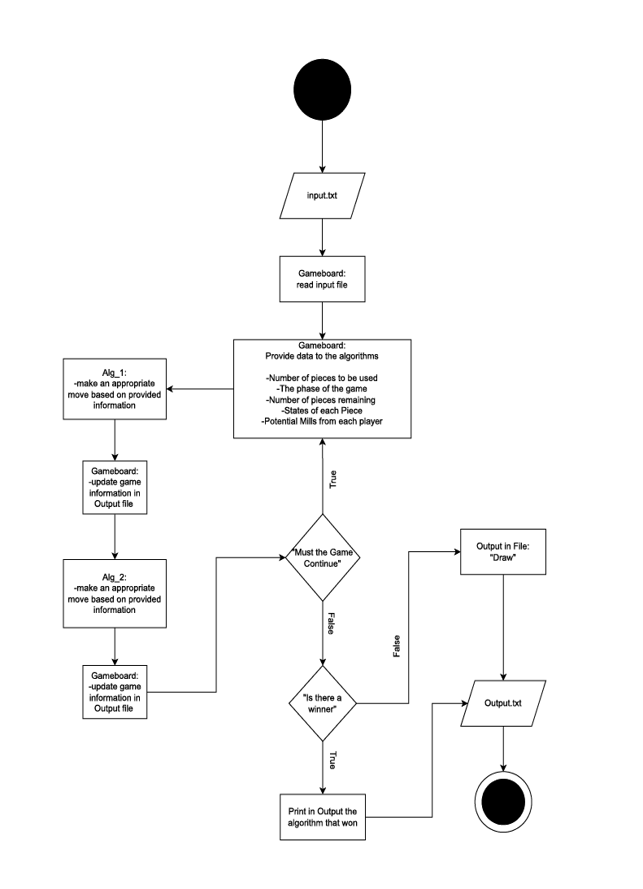 input.txt
Gameboard:
read input file
Gameboard:
Provide data to the algorithms
-Number of pieces to be used
-The phase of the game
-Number of pieces remaining
-States of each Piece
-Potential Mills from each player
Alg_1:
-make an appropriate
move based on provided
information
Gameboard:
-update game
information in
Output file
Alg_2:
-make an appropriate
move based on provided
information
Gameboard:
-update game
information in
Output file
True
"Must the Game
Continue"
False
"Is there a
winner"
False
Output in File:
"Draw"
Output.txt
True
Print in Output the
algorithm that won